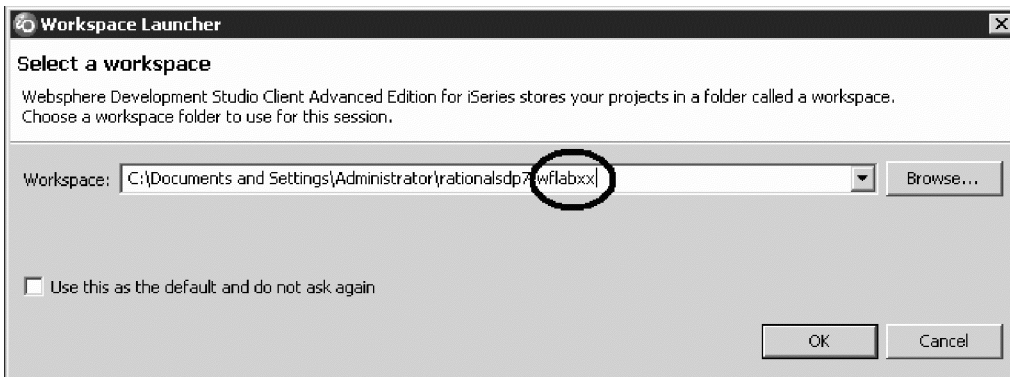 Workspace Launcher
Select a workspace
Websphere Development Studio Client Advanced Edition for iSeries stores your projects in a folder called a workspace.
Choose a workspace folder to use for this session.
Workspace: C:\Documents and Settings\Administrator\rationalsdp7\wflabxx Browse...
Use this as the default and do not ask again
OK Cancel